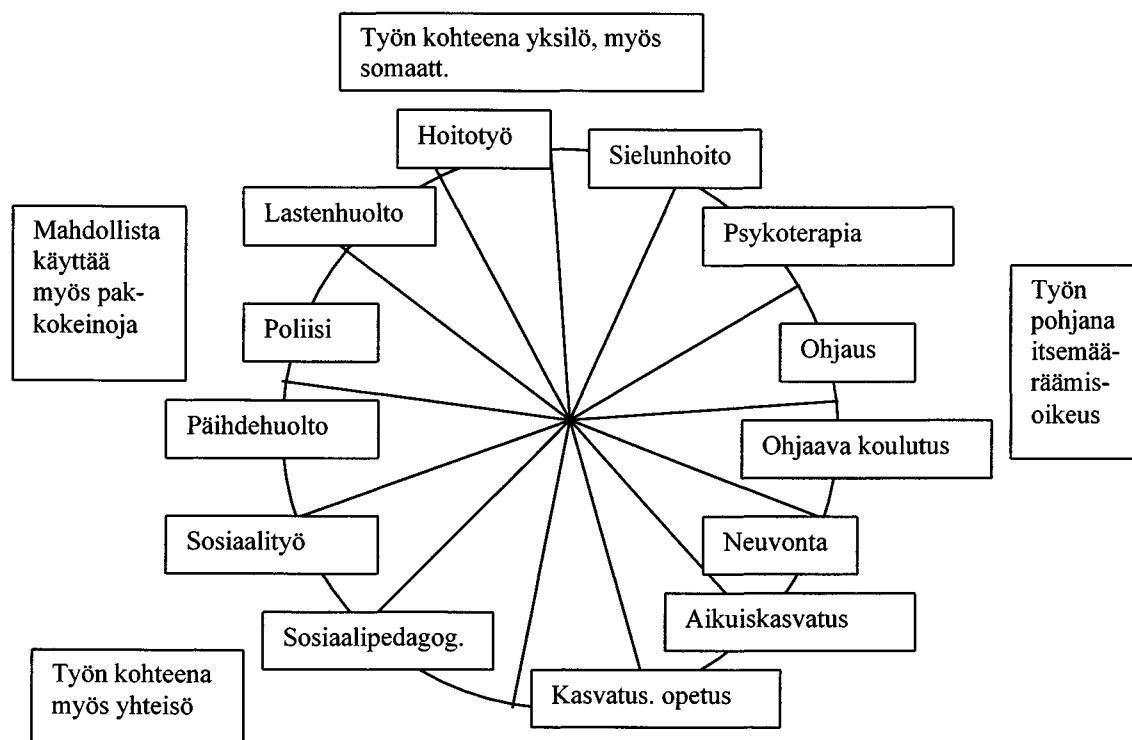 Työn kohteena yksilö, myös
somaatt.
Hoitotyö
Sielunhoito
Lastenhuolto
Psykoterapia
Mahdollista
käyttää
myös pak-
kokeinoja
Työn
pohjana
itsemää-
räämis-
oikeus
Poliisi
Ohjaus
Päihdehuolto
Ohjaava koulutus
Sosiaalityö
Neuvonta
Sosiaalipedagog.
Aikuiskasvatus
Työn kohteena
myös yhteisö
Kasvatus. opetus